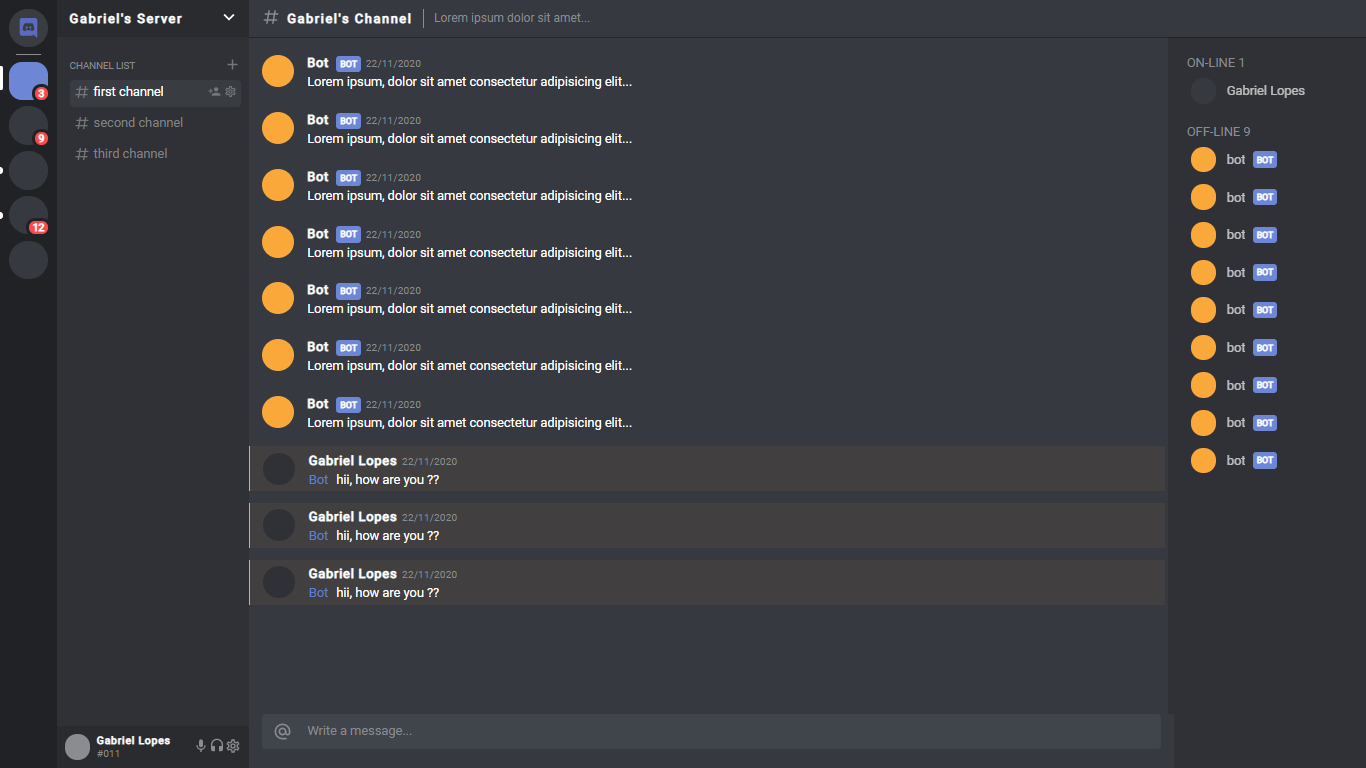 Gabriel's Server
Gabriel's Channel
Lorem ipsum dolor sit amet...
3
9
12
CHANNEL LIST
first channel
second channel
third channel
Gabriel Lopes
#011
Bot BOT 22/11/2020
Lorem ipsum, dolor sit amet consectetur adipisicing elit...
Bot BOT 22/11/2020
Lorem ipsum, dolor sit amet consectetur adipisicing elit...
Bot BOT 22/11/2020
Lorem ipsum, dolor sit amet consectetur adipisicing elit...
Bot BOT 22/11/2020
Lorem ipsum, dolor sit amet consectetur adipisicing elit...
Bot BOT 22/11/2020
Lorem ipsum, dolor sit amet consectetur adipisicing elit...
Bot BOT 22/11/2020
Lorem ipsum, dolor sit amet consectetur adipisicing elit...
Bot BOT 22/11/2020
Lorem ipsum, dolor sit amet consectetur adipisicing elit...
Gabriel Lopes 22/11/2020
Bot hii, how are you ??
Gabriel Lopes 22/11/2020
Bot hii, how are you ??
Gabriel Lopes 22/11/2020
Bot hii, how are you ??
Write a message...
ON-LINE 1
Gabriel Lopes
OFF-LINE 9
bot BOT
bot BOT
bot BOT
bot BOT
bot BOT
bot BOT
bot BOT
bot BOT
bot BOT